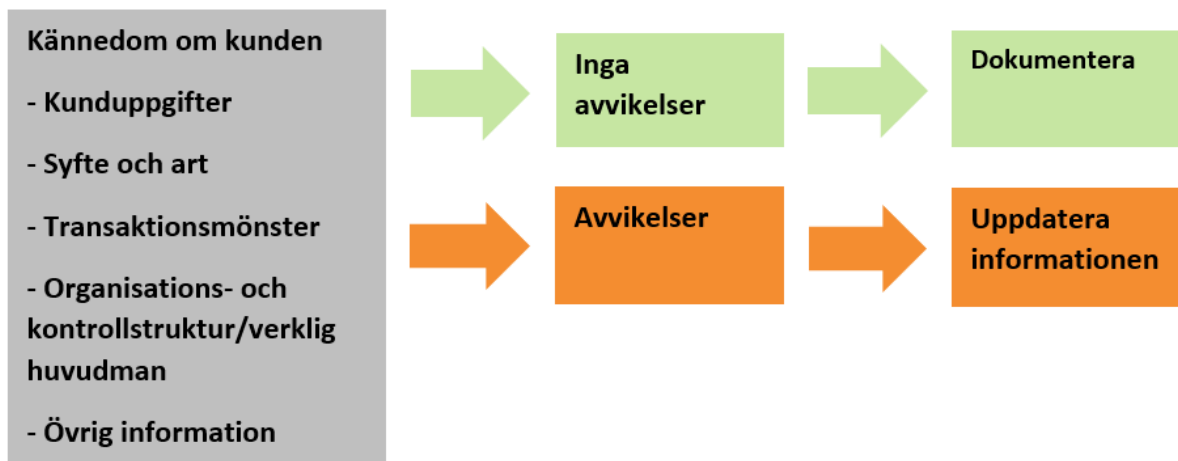 Kännedom om kunden
- Kunduppgifter
- Syfte och art
- Transaktionsmönster
- Organisations- och
kontrollstruktur/verklig
huvudman
- Övrig information
Inga
avvikelser
Dokumentera
Avvikelser
Uppdatera
informationen